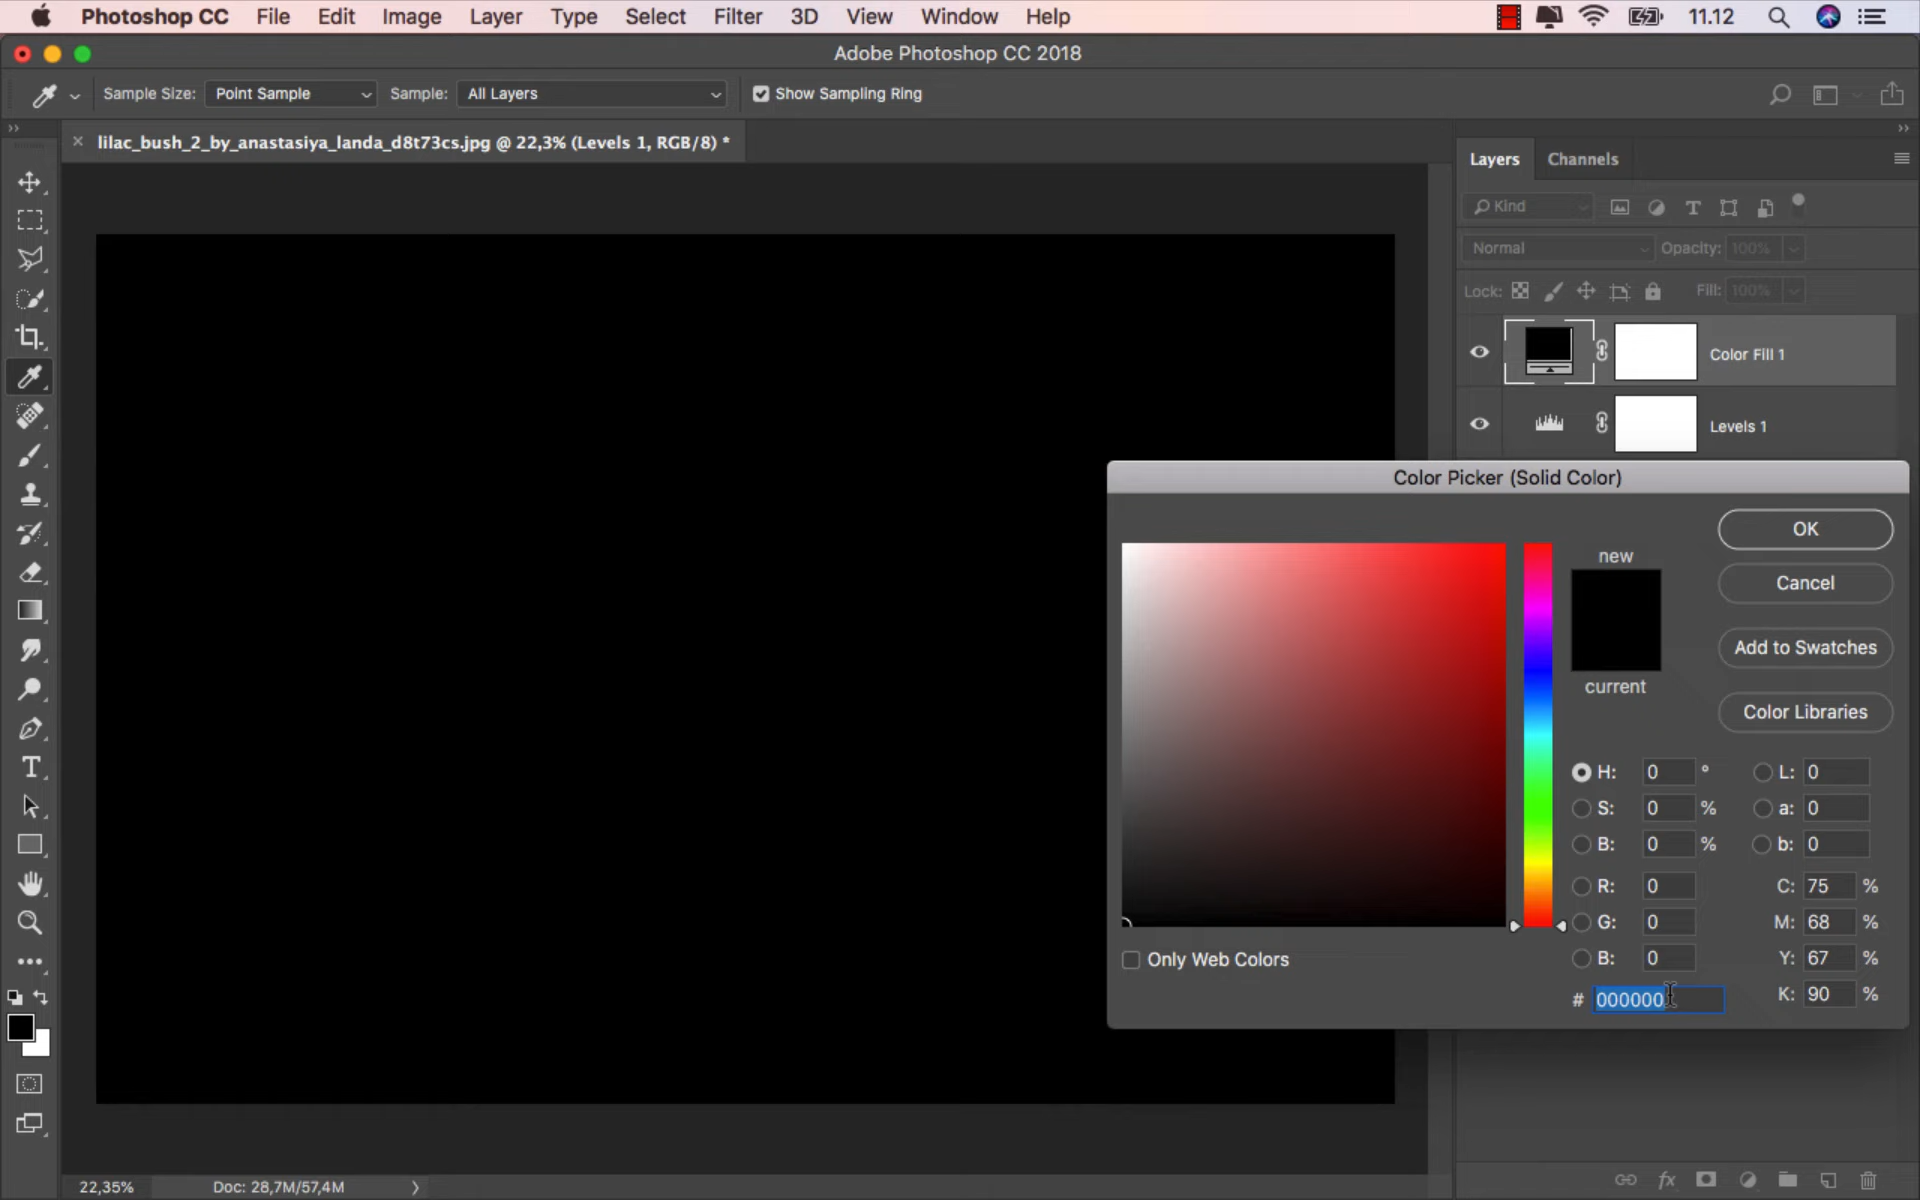 Photoshop CC File Edit Image Layer Type Select Filter 3D View Window Help 11.12
Adobe Photoshop CC 2018
Sample Size: Point Sample Sample: All Layers Show Sampling Ring
lilac_bush_2_by_anastasiya_landa_d8t73cs.jpg @ 22,3% (Levels 1, RGB/8) *
Layers Channels
Kind
Normal Opacity: 100%
Lock: Fill: 100%
Color Fill 1
Levels 1
Color Picker (Solid Color)
OK
new
Cancel
Add to Swatches
current
Color Libraries
H: 0 ° L: 0
S: 0 % a: 0
B: 0 % b: 0
R: 0 C: 75 %
G: 0 M: 68 %
Only Web Colors B: 0 Y: 67 %
# 000000 K: 90 %
22,35% Doc: 28,7M/57,4M